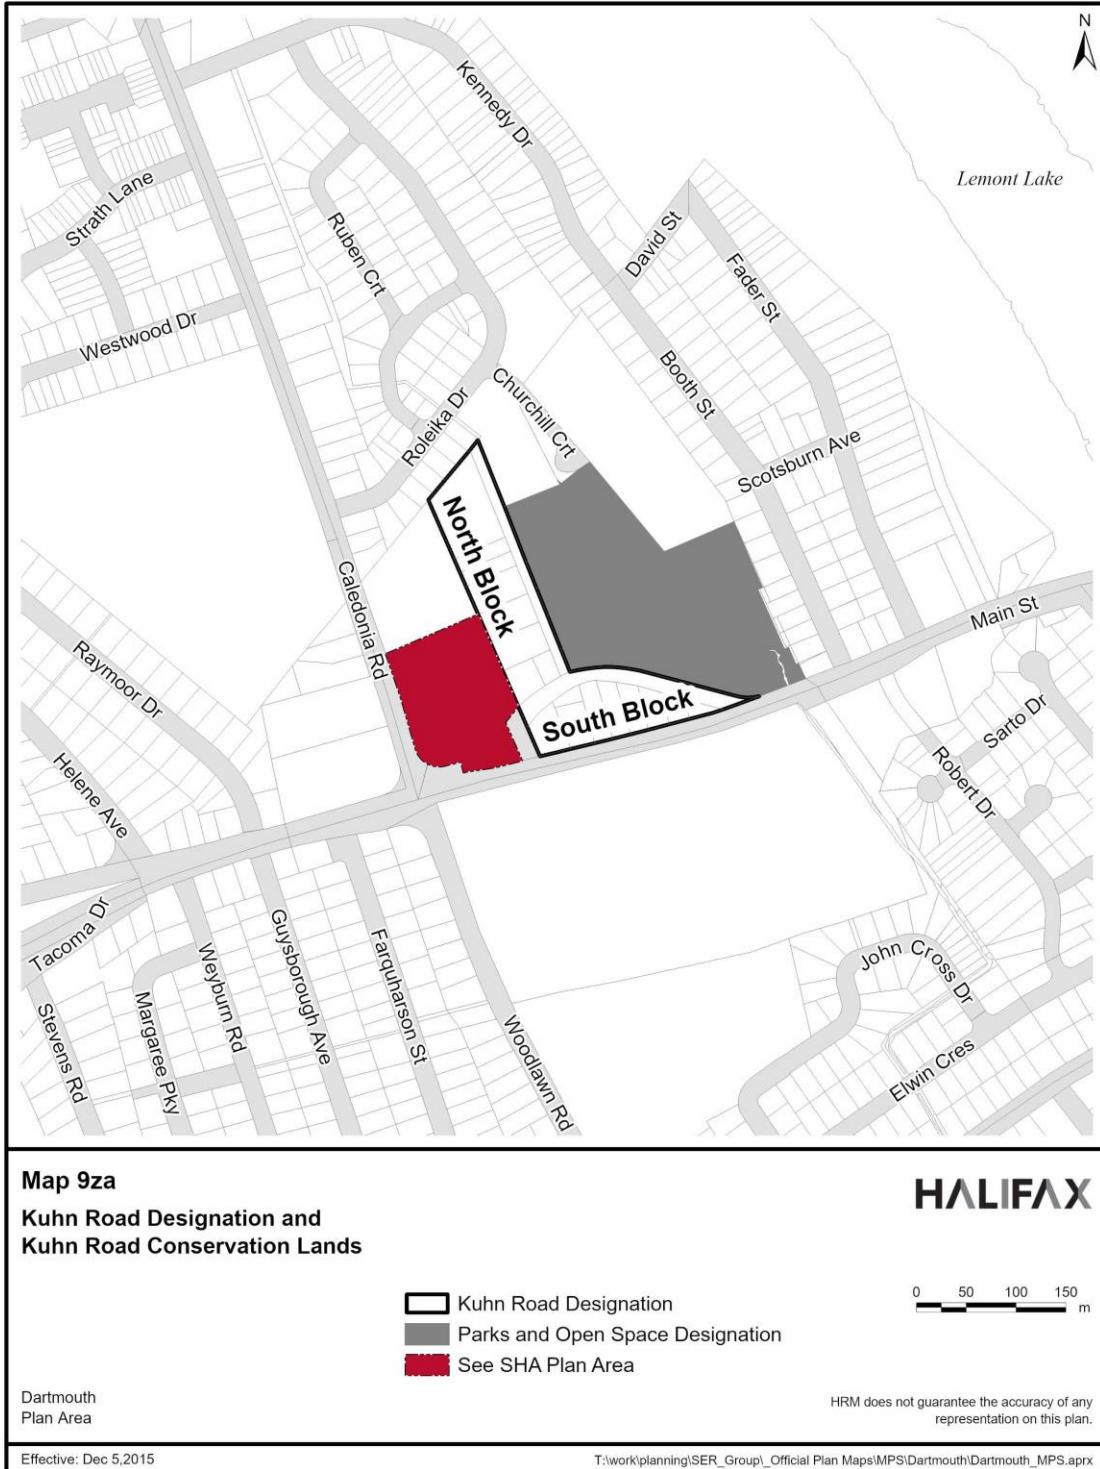 N
Kennedy Dr
Lemont Lake
Strath Lane
David St
Ruben Crt
Fader St
Westwood Dr
Booth St
Churchill Crt
Roleika Dr
Scotsburn Ave
North Block
Caledonia Rd
Main St
Raymoor Dr
South Block
Sarto Dr
Helene Ave
Robert Dr
Tacoma Dr
Guysborough Ave
Farquharson St
John Cross Dr
Weyburn Rd
Margaree Pky
Stevens Rd
Woodlawn Rd
Elwin Cres
Map 9za
Kuhn Road Designation and
Kuhn Road Conservation Lands
HALIFAX
Kuhn Road Designation
Parks and Open Space Designation
See SHA Plan Area
0 50 100 150
m
Dartmouth
Plan Area
HRM does not guarantee the accuracy of any
representation on this plan.
Effective: Dec 5,2015
T:\work\planning\SER_Group\_Official Plan Maps\MPS\Dartmouth\Dartmouth_MPS.aprx